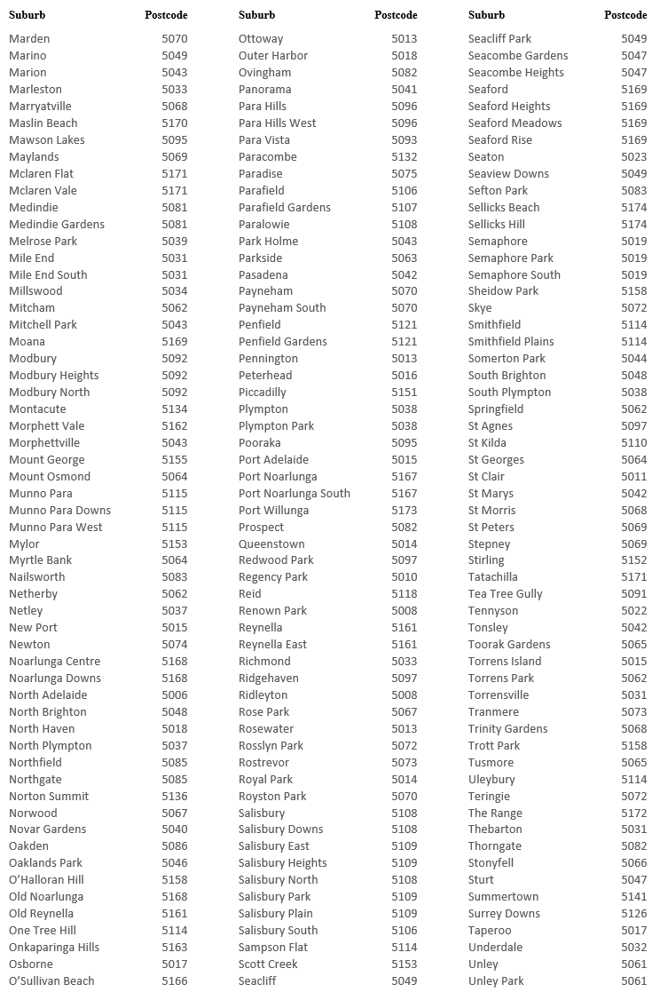 Suburb Postcode Suburb Postcode Suburb Postcode
Marden 5070 Ottoway 5013 Seacliff Park 5049
Marino 5049 Outer Harbor 5018 Seacombe Gardens 5047
Marion 5043 Ovingham 5082 Seacombe Heights 5047
Marleston 5033 Panorama 5041 Seaford 5169
Marryatville 5068 Para Hills 5096 Seaford Heights 5169
Maslin Beach 5170 Para Hills West 5096 Seaford Meadows 5169
Mawson Lakes 5095 Para Vista 5093 Seaford Rise 5169
Maylands 5069 Paracombe 5132 Seaton 5023
Mclaren Flat 5171 Paradise 5075 Seaview Downs 5049
Mclaren Vale 5171 Parafield 5106 Sefton Park 5083
Medindie 5081 Parafield Gardens 5107 Sellicks Beach 5174
Medindie Gardens 5081 Paralowie 5108 Sellicks Hill 5174
Melrose Park 5039 Park Holme 5043 Semaphore 5019
Mile End 5031 Parkside 5063 Semaphore Park 5019
Mile End South 5031 Pasadena 5042 Semaphore South 5019
Millswood 5034 Payneham 5070 Sheidow Park 5158
Mitcham 5062 Payneham South 5070 Skye 5072
Mitchell Park 5043 Penfield 5121 Smithfield 5114
Moana 5169 Penfield Gardens 5121 Smithfield Plains 5114
Modbury 5092 Pennington 5013 Somerton Park 5044
Modbury Heights 5092 Peterhead 5016 South Brighton 5048
Modbury North 5092 Piccadilly 5151 South Plympton 5038
Montacute 5134 Plympton 5038 Springfield 5062
Morphett Vale 5162 Plympton Park 5038 St Agnes 5097
Morphettville 5043 Pooraka 5095 St Kilda 5110
Mount George 5155 Port Adelaide 5015 St Georges 5064
Mount Osmond 5064 Port Noarlunga 5167 St Clair 5011
Munno Para 5115 Port Noarlunga South 5167 St Marys 5042
Munno Para Downs 5115 Port Willunga 5173 St Morris 5068
Munno Para West 5115 Prospect 5082 St Peters 5069
Mylor 5153 Queenstown 5014 Stepney 5069
Myrtle Bank 5064 Redwood Park 5097 Stirling 5152
Nailsworth 5083 Regency Park 5010 Tatachilla 5171
Netherby 5062 Reid 5118 Tea Tree Gully 5091
Netley 5037 Renown Park 5008 Tennyson 5022
New Port 5015 Reynella 5161 Tonsley 5042
Newton 5074 Reynella East 5161 Toorak Gardens 5065
Noarlunga Centre 5168 Richmond 5033 Torrens Island 5015
Noarlunga Downs 5168 Ridgehaven 5097 Torrens Park 5062
North Adelaide 5006 Ridleyton 5008 Torrensville 5031
North Brighton 5048 Rose Park 5067 Tranmere 5073
North Haven 5018 Rosewater 5013 Trinity Gardens 5068
North Plympton 5037 Rosslyn Park 5072 Trott Park 5158
Northfield 5085 Rostrevor 5073 Tusmore 5065
Northgate 5085 Royal Park 5014 Uleybury 5114
Norton Summit 5136 Royston Park 5070 Teringie 5072
Norwood 5067 Salisbury 5108 The Range 5172
Novar Gardens 5040 Salisbury Downs 5108 Thebarton 5031
Oakden 5086 Salisbury East 5109 Thorngate 5082
Oaklands Park 5046 Salisbury Heights 5109 Stonyfell 5066
O’Halloran Hill 5158 Salisbury North 5108 Sturt 5047
Old Noarlunga 5168 Salisbury Park 5109 Summertown 5141
Old Reynella 5161 Salisbury Plain 5109 Surrey Downs 5126
One Tree Hill 5114 Salisbury South 5106 Taperoo 5017
Onkaparinga Hills 5163 Sampson Flat 5114 Underdale 5032
Osborne 5017 Scott Creek 5153 Unley 5061
O’Sullivan Beach 5166 Seacliff 5049 Unley Park 5061